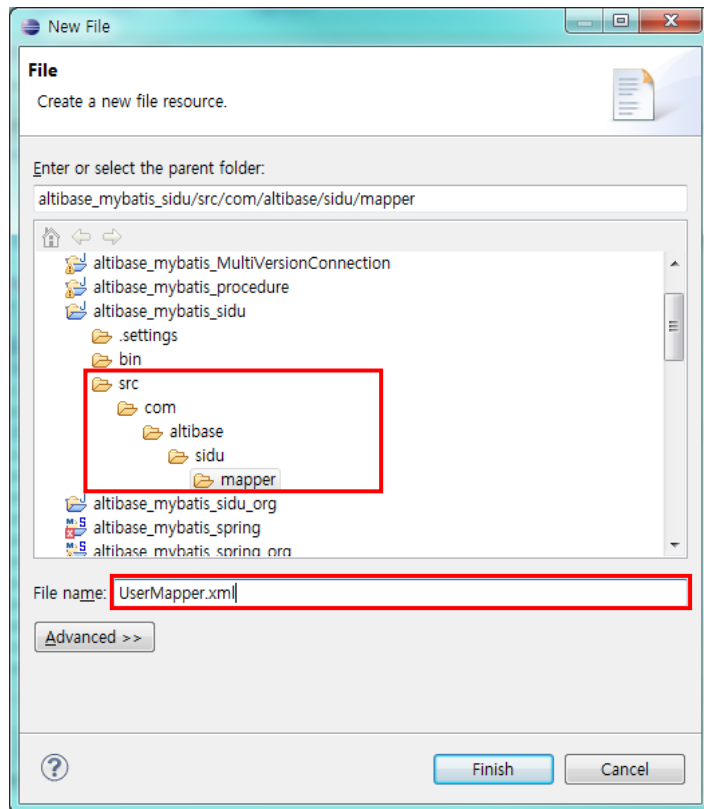 New File
File
Create a new file resource.
Enter or select the parent folder:
altibase_mybatis_sidu/src/com/altibase/sidu/mapper
altibase_mybatis_MultiVersionConnection
altibase_mybatis_procedure
altibase_mybatis_sidu
.settings
bin
src
com
altibase
sidu
mapper
altibase_mybatis_sidu_org
altibase_mybatis_spring
altibase_mybatis_spring_org
File name: UserMapper.xml
Advanced >>
Finish Cancel